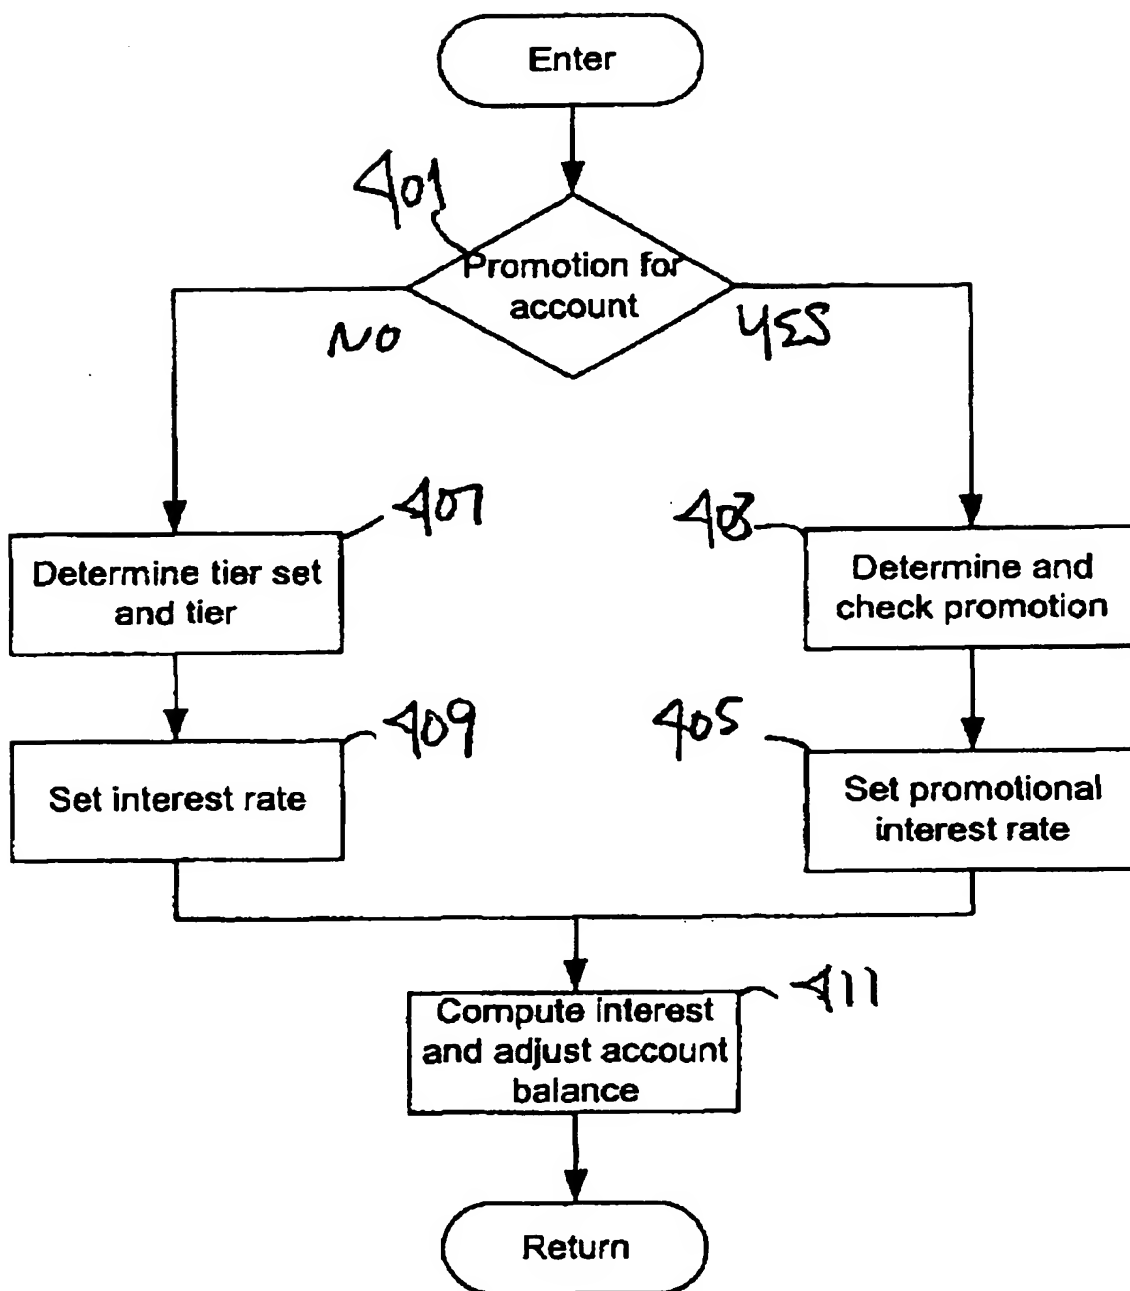 Enter
401
Promotion for
account
NO
YES
407
403
Determine tier set
and tier
Determine and
check promotion
409
405
Set interest rate
Set promotional
interest rate
411
Compute interest
and adjust account
balance
Return